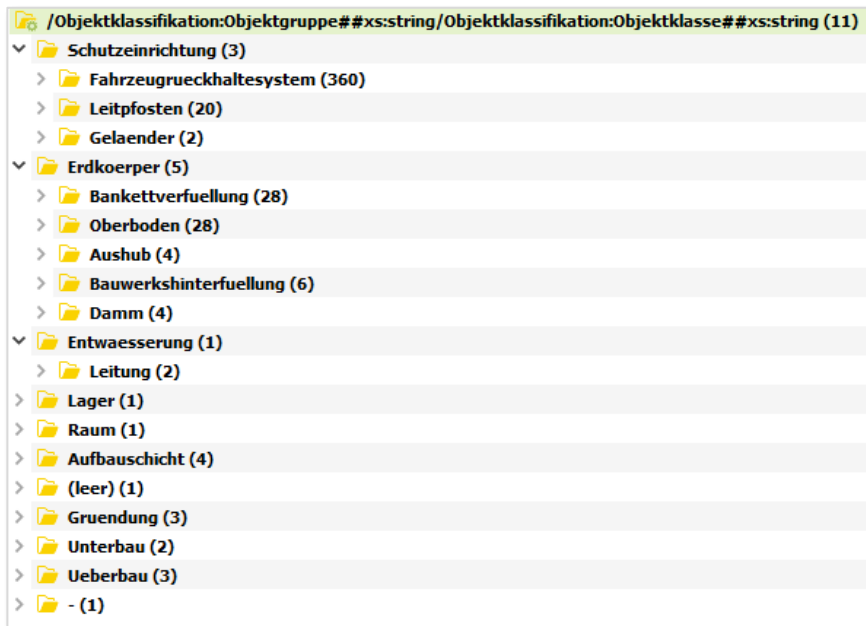 /Objektklassifikation:Objektgruppe##xs:string/Objektklassifikation:Objektklasse##xs:string (11)
Schutzeinrichtung (3)
Fahrzeugrueckhaltesystem (360)
Leitpfosten (20)
Gelaender (2)
Erdkoerper (5)
Bankettverfuellung (28)
Oberboden (28)
Aushub (4)
Bauwerkshinterfuellung (6)
Damm (4)
Entwaesserung (1)
Leitung (2)
Lager (1)
Raum (1)
Aufbauschicht (4)
(leer) (1)
Gruendung (3)
Unterbau (2)
Ueberbau (3)
- (1)